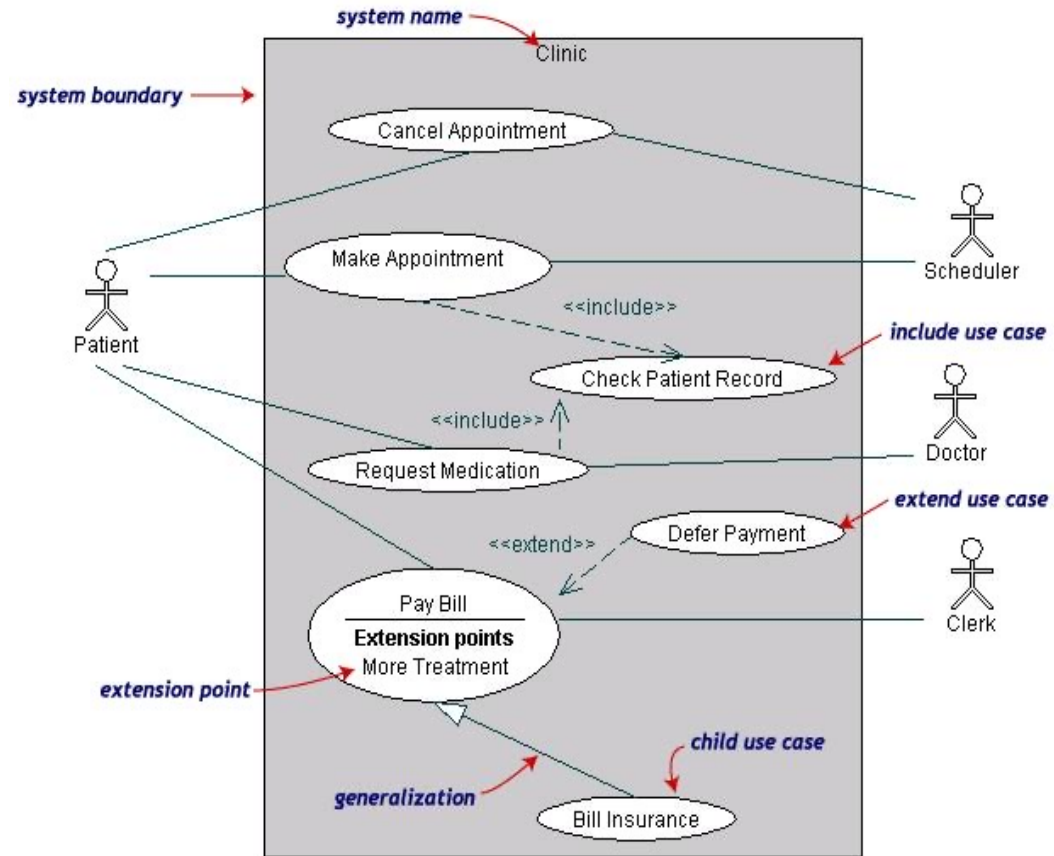 system name
Clinic
system boundary
Cancel Appointment
Scheduler
Make Appointment
Patient
<<include>>
include use case
Check Patient Record
<<include>>
Doctor
Request Medication
extend use case
Defer Payment
<<extend>>
Pay Bill
Clerk
Extension points
More Treatment
extension point
child use case
generalization
Bill Insurance